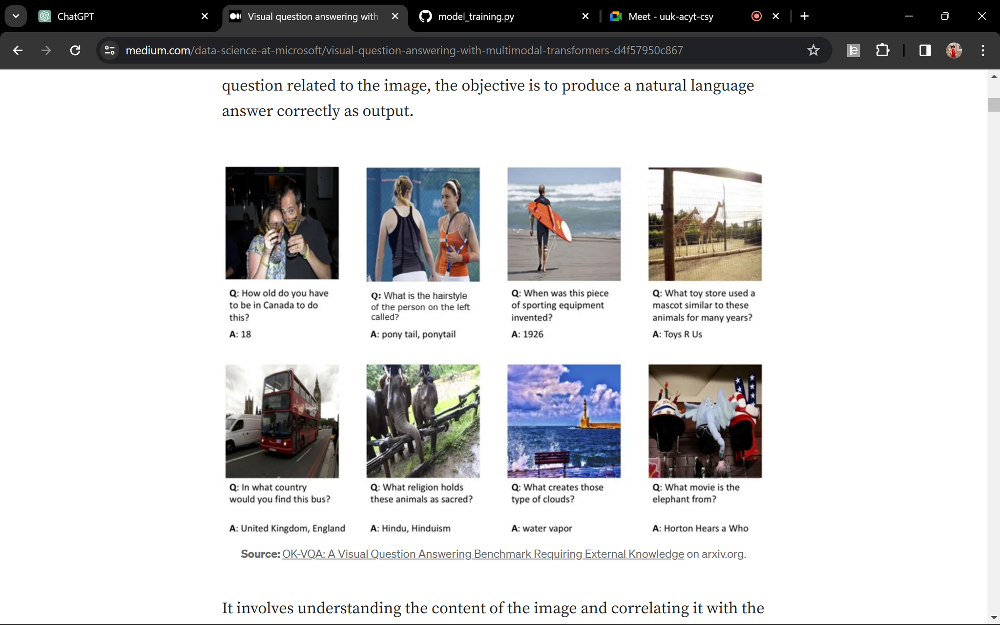 ChatGPT
Visual question answering with
model_training.py
Meet - uuk-acyt-csy
medium.com/data-science-at-microsoft/visual-question-answering-with-multimodal-transformers-d4f57950c867
question related to the image, the objective is to produce a natural language
answer correctly as output.
Q: How old do you have
to be in Canada to do
this?
A: 18
Q: What is the hairstyle
of the person on the left
called?
A: pony tail, ponytail
Q: When was this piece
of sporting equipment
invented?
A: 1926
Q: What toy store used a
mascot similar to these
animals for many years?
A: Toys R Us
Q: In what country
would you find this bus?
A: United Kingdom, England
Q: What religion holds
these animals as sacred?
A: Hindu, Hinduism
Q: What creates those
type of clouds?
A: water vapor
Q: What movie is the
elephant from?
A: Horton Hears a Who
Source: OK-VQA: A Visual Question Answering Benchmark Requiring External Knowledge on arxiv.org.
It involves understanding the content of the image and correlating it with the